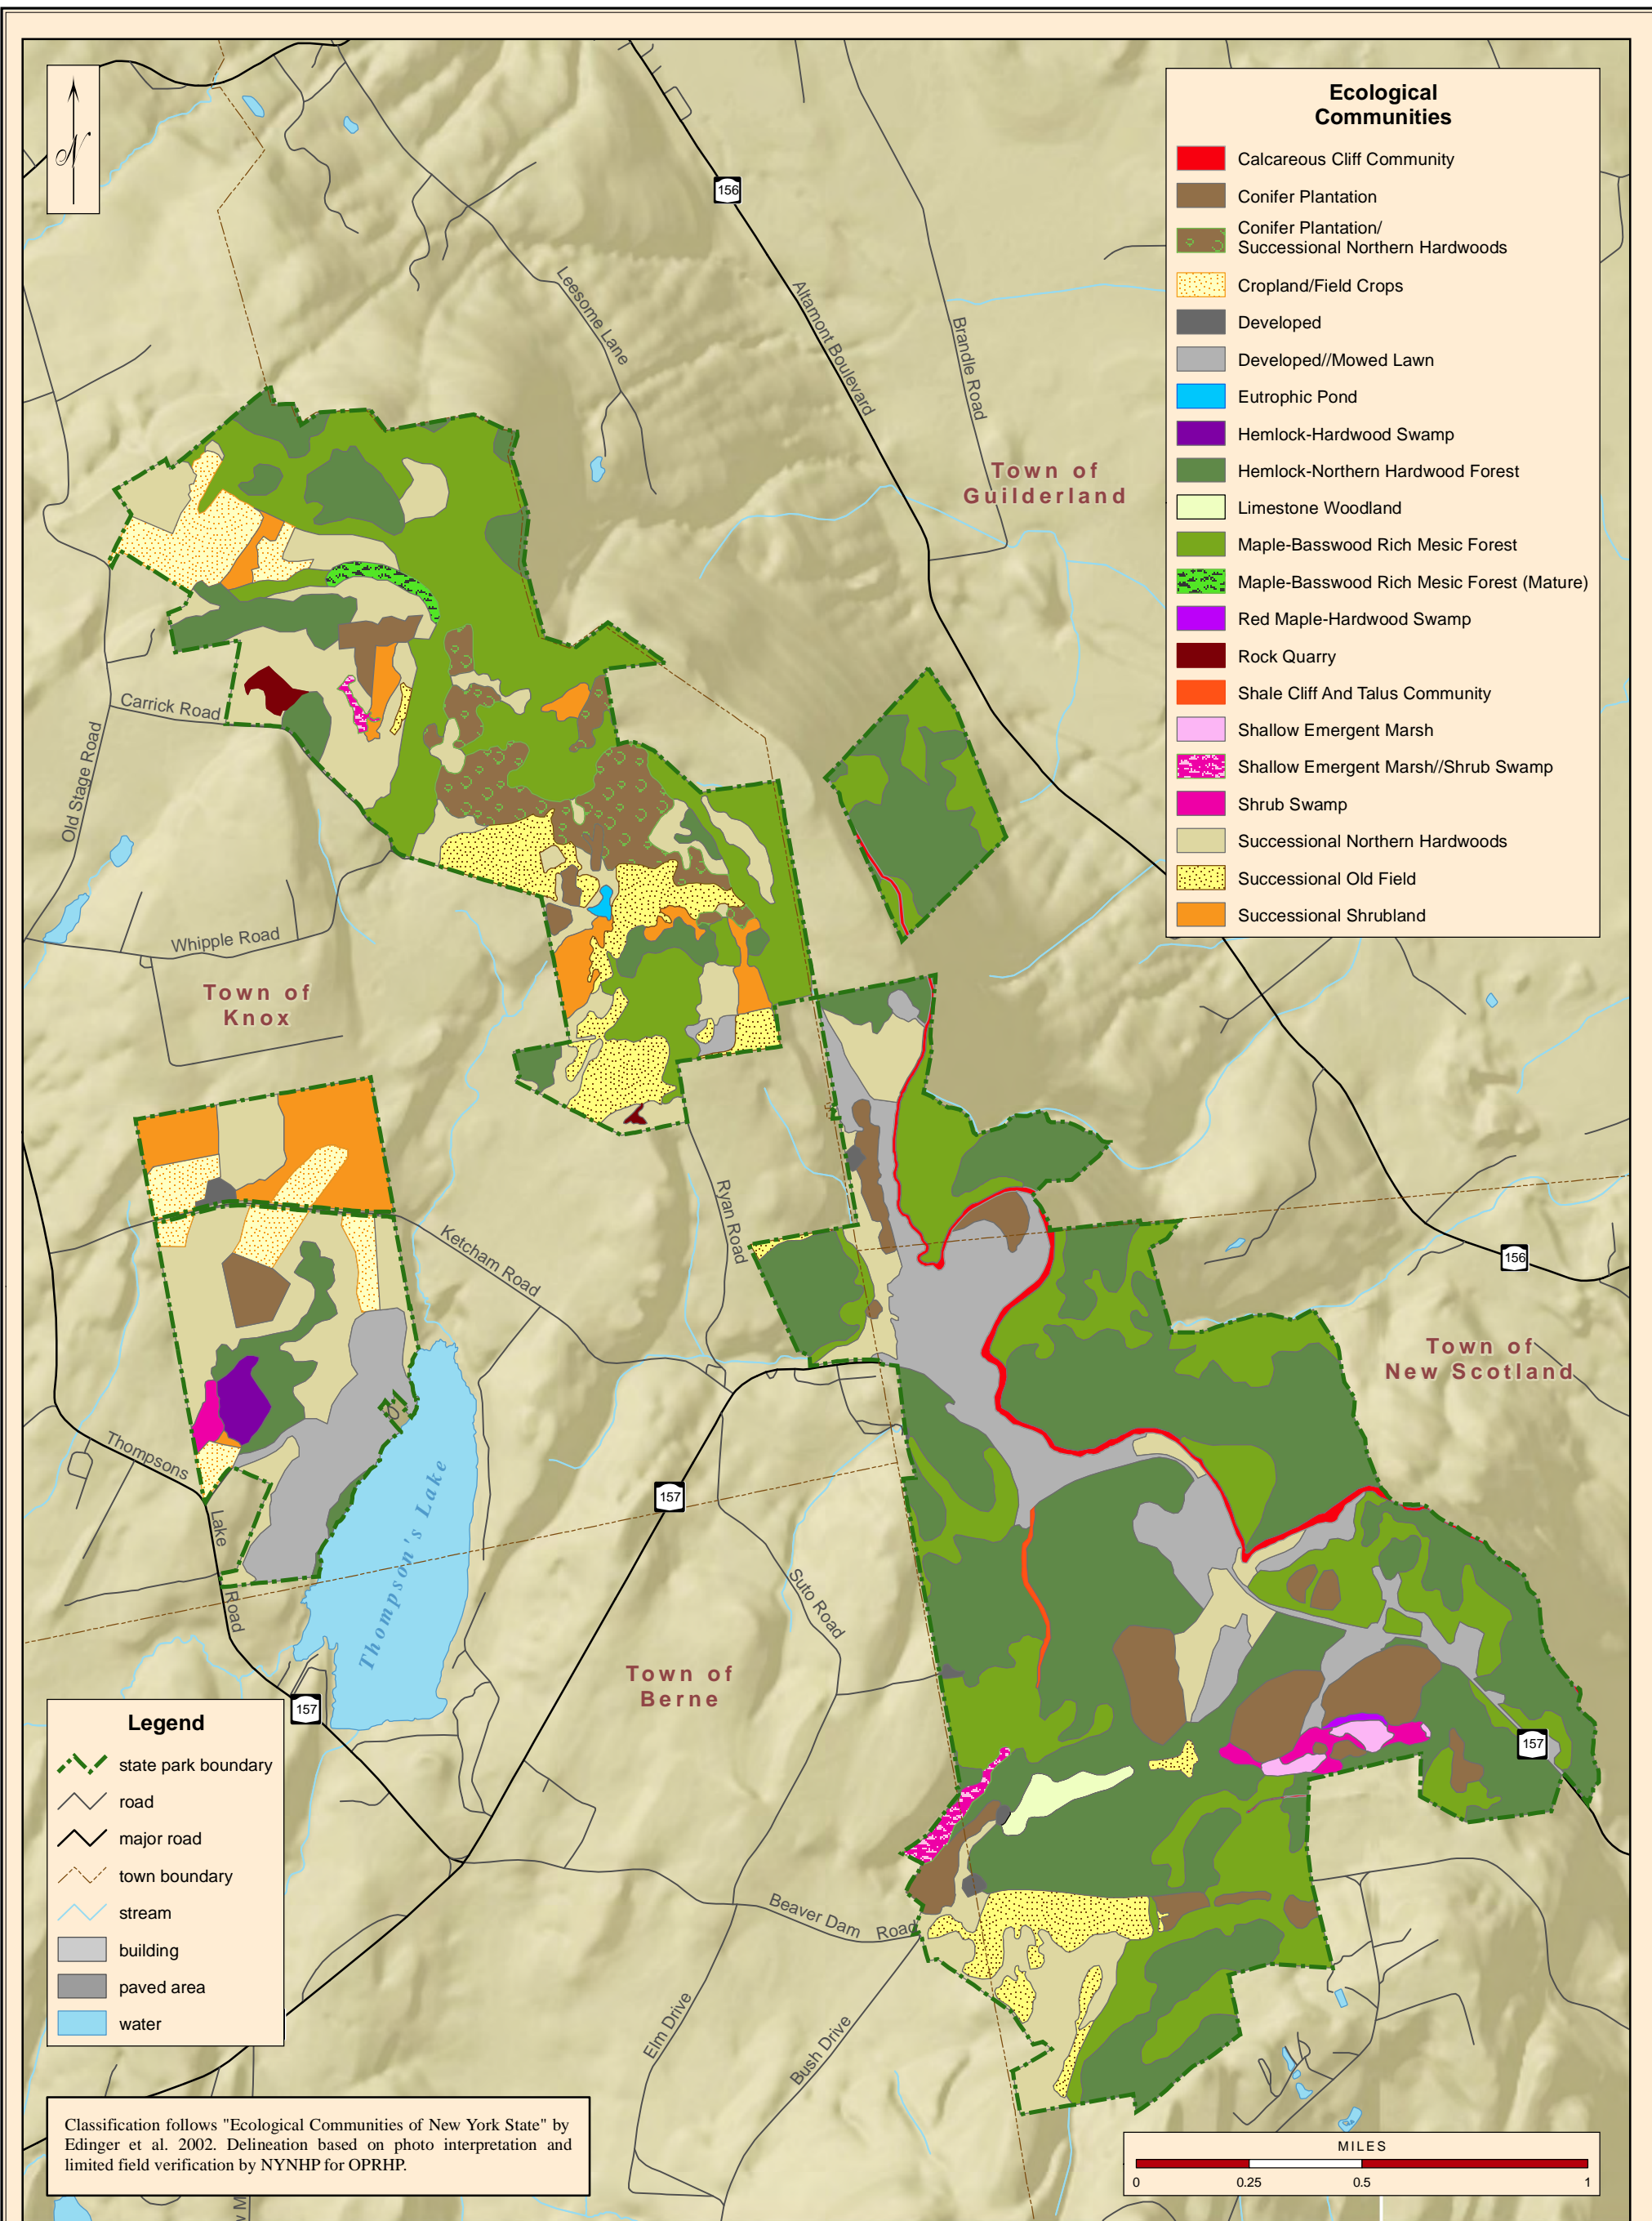 N
Ecological
Communities
Calcareous Cliff Community
Conifer Plantation
Conifer Plantation/
Successional Northern Hardwoods
Cropland/Field Crops
Developed
Developed//Mowed Lawn
Eutrophic Pond
Hemlock-Hardwood Swamp
Hemlock-Northern Hardwood Forest
Limestone Woodland
Maple-Basswood Rich Mesic Forest
Maple-Basswood Rich Mesic Forest (Mature)
Red Maple-Hardwood Swamp
Rock Quarry
Shale Cliff And Talus Community
Shallow Emergent Marsh
Shallow Emergent Marsh//Shrub Swamp
Shrub Swamp
Successional Northern Hardwoods
Successional Old Field
Successional Shrubland
156
Leesome Lane
Altamont Boulevard
Brandle Road
Town of
Guilderland
Carrick Road
Old Stage Road
Whipple Road
Town of
Knox
Ryan Road
Ketcham Road
156
Town of
New Scotland
Thompsons
Lake
Road
Thompson's Lake
157
Suto Road
Town of
Berne
157
157
Beaver Dam Road
Elm Drive
Bush Drive
Legend
state park boundary
road
major road
town boundary
stream
building
paved area
water
Classification follows "Ecological Communities of New York State" by
Edinger et al. 2002. Delineation based on photo interpretation and
limited field verification by NYNHP for OPRHP.
MILES
0 0.25 0.5 1